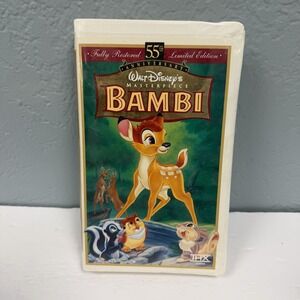 55th
Fully Restored Limited Edition
ANNIVERSARY
WALT DISNEY'S
MASTERPIECE
BAMBI
THX